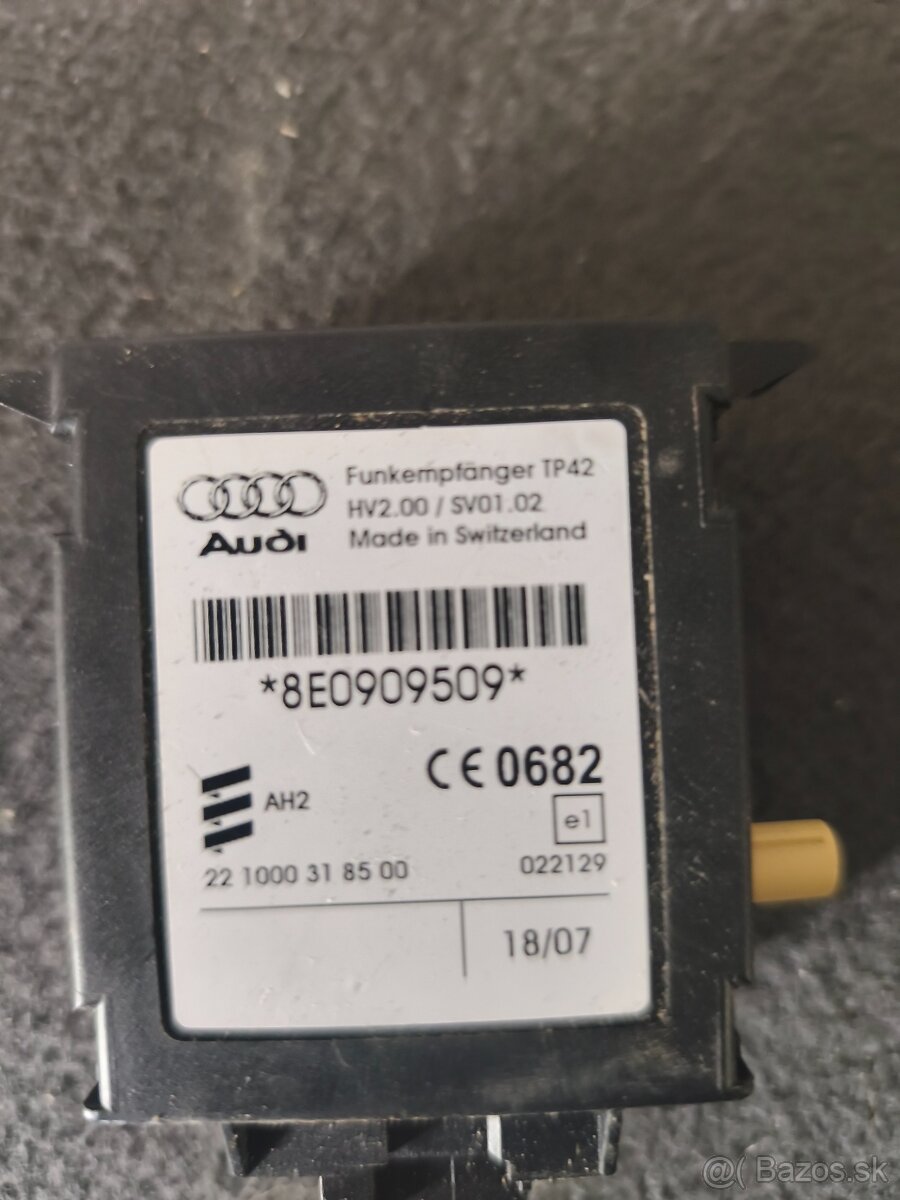 Funkempfänger TP42
HV2.00 / SV01.02
Made in Switzerland
Audi
*8E0909509*
CE 0682
AH2
e1
22 1000 31 85 00
022129
18/07
@( Bazos.sk